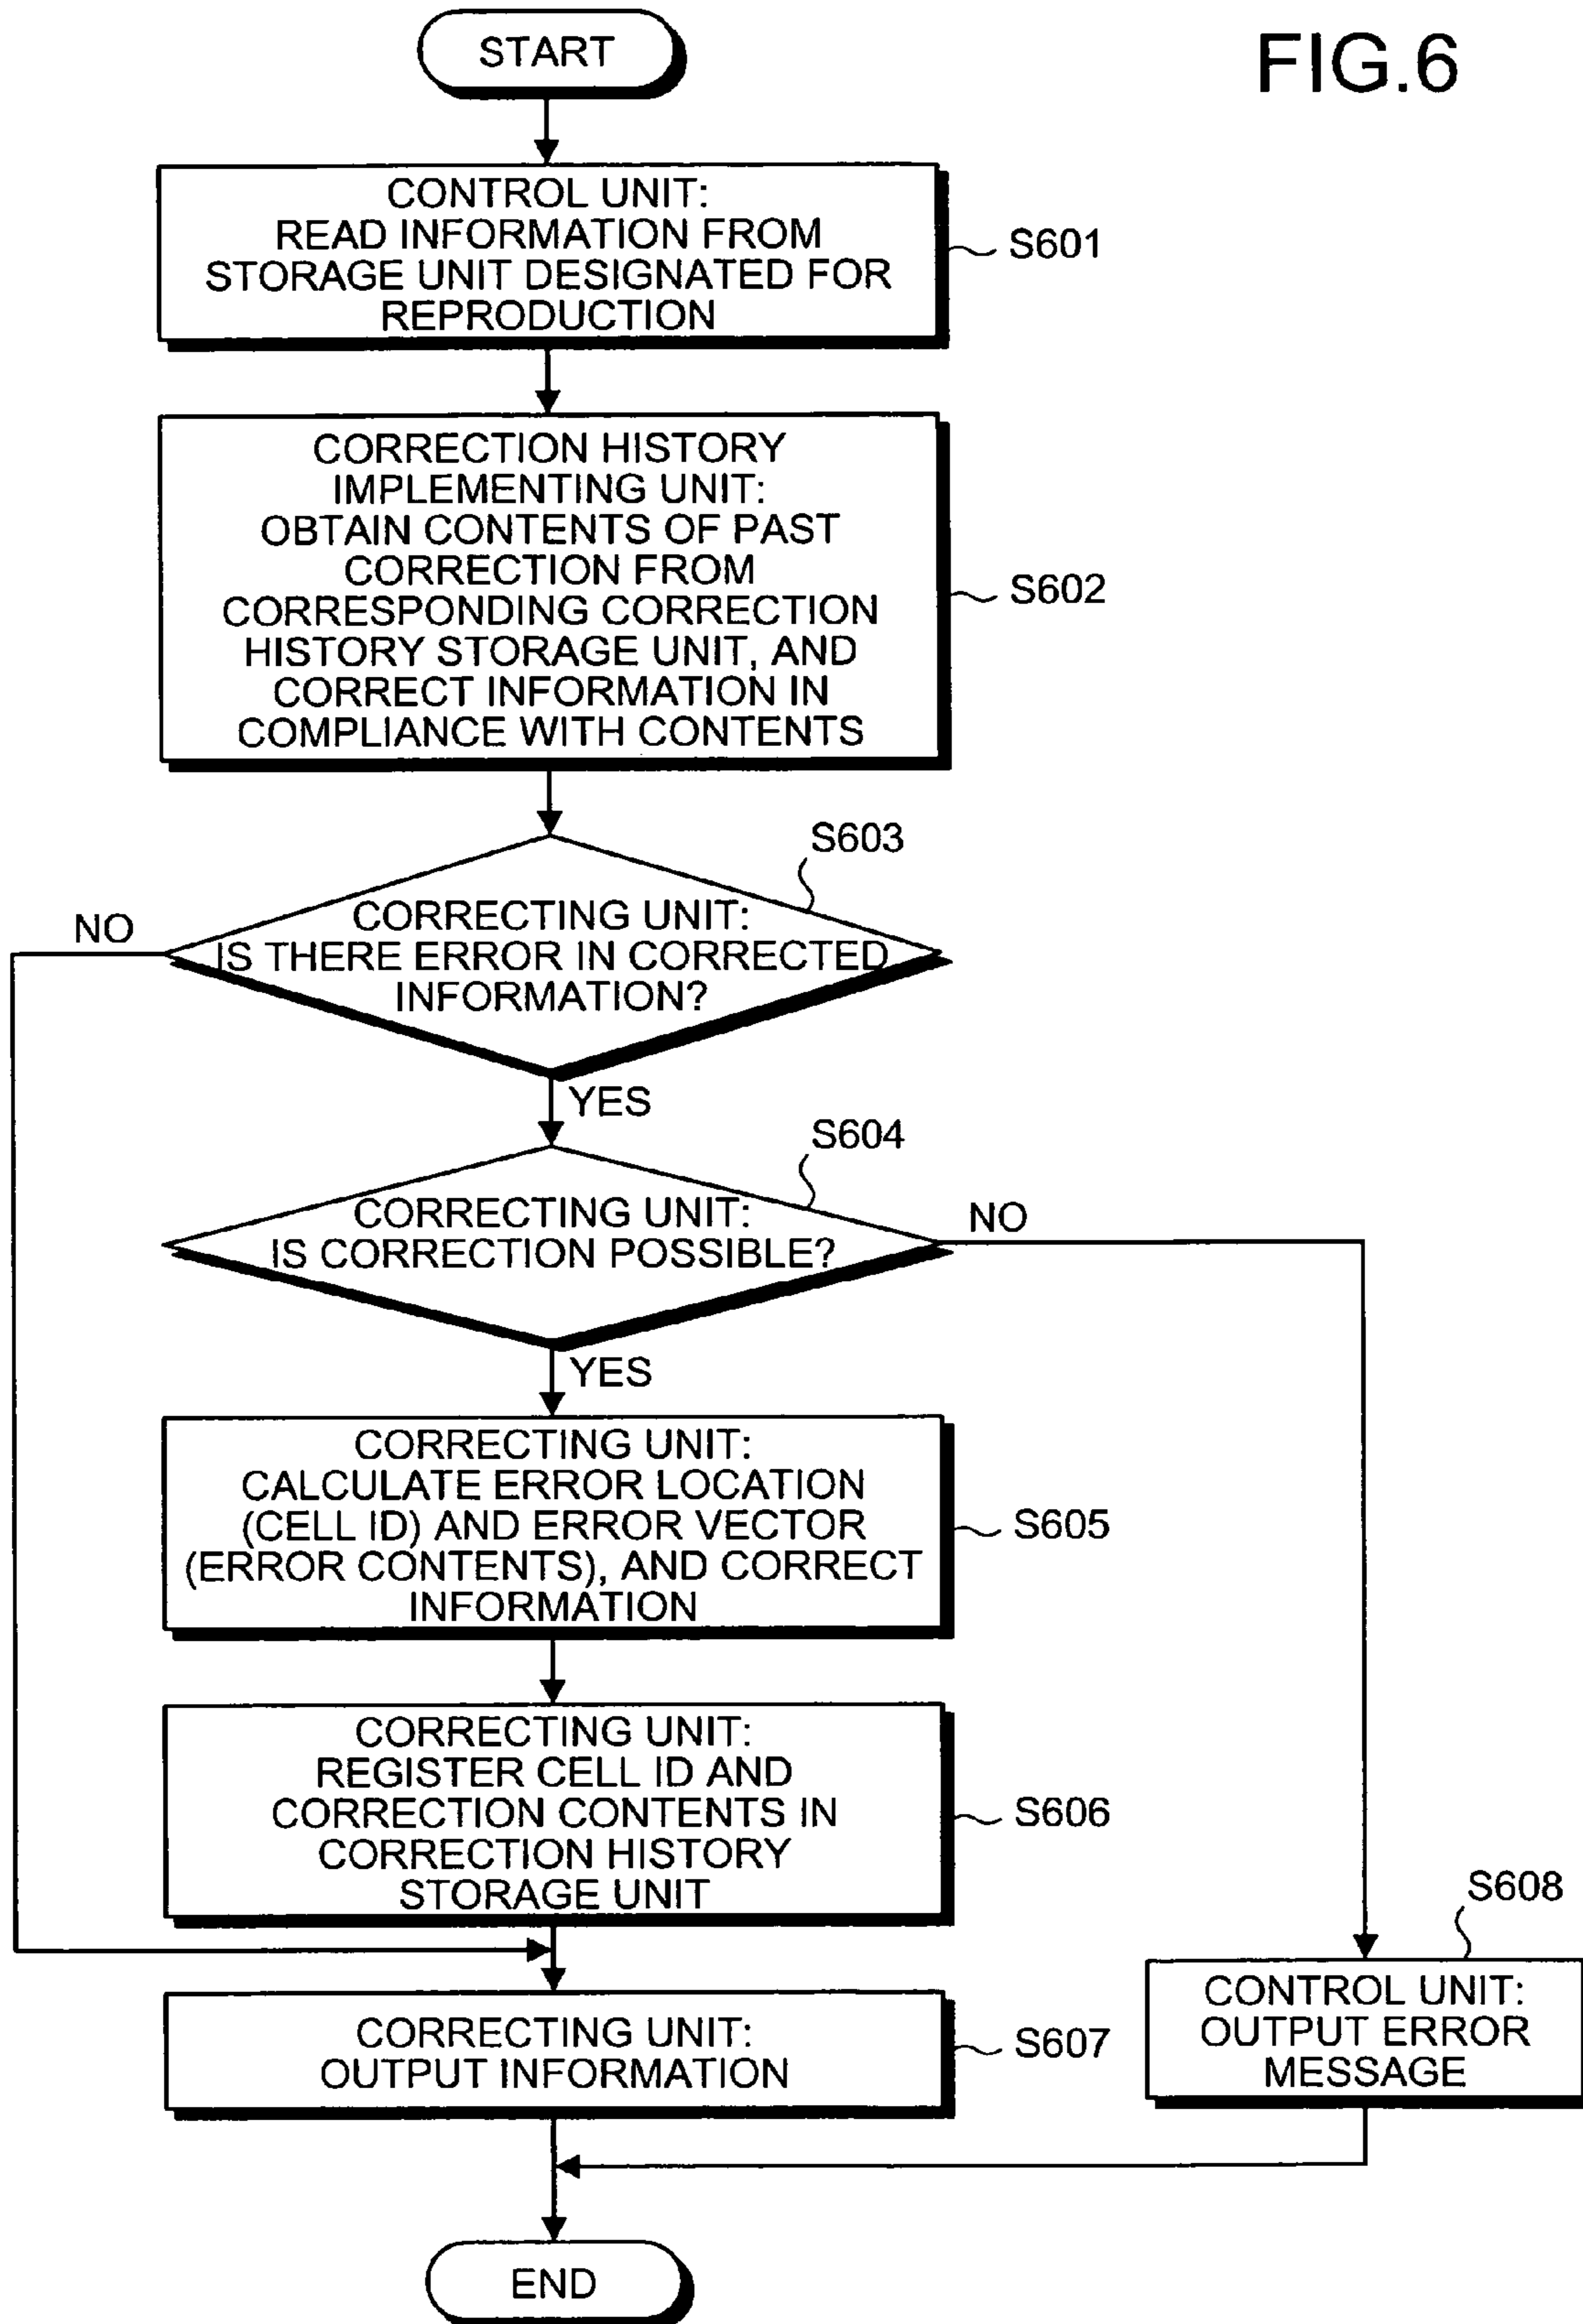 FIG.6
START
CONTROL UNIT:
READ INFORMATION FROM
STORAGE UNIT DESIGNATED FOR
REPRODUCTION
S601
CORRECTION HISTORY
IMPLEMENTING UNIT:
OBTAIN CONTENTS OF PAST
CORRECTION FROM
CORRESPONDING CORRECTION
HISTORY STORAGE UNIT, AND
CORRECT INFORMATION IN
COMPLIANCE WITH CONTENTS
S602
S603
CORRECTING UNIT:
IS THERE ERROR IN CORRECTED
INFORMATION?
NO
YES
S604
CORRECTING UNIT:
IS CORRECTION POSSIBLE?
NO
YES
CORRECTING UNIT:
CALCULATE ERROR LOCATION
(CELL ID) AND ERROR VECTOR
(ERROR CONTENTS), AND CORRECT
INFORMATION
S605
CORRECTING UNIT:
REGISTER CELL ID AND
CORRECTION CONTENTS IN
CORRECTION HISTORY
STORAGE UNIT
S606
S608
CONTROL UNIT:
OUTPUT ERROR
MESSAGE
CORRECTING UNIT:
OUTPUT INFORMATION
S607
END